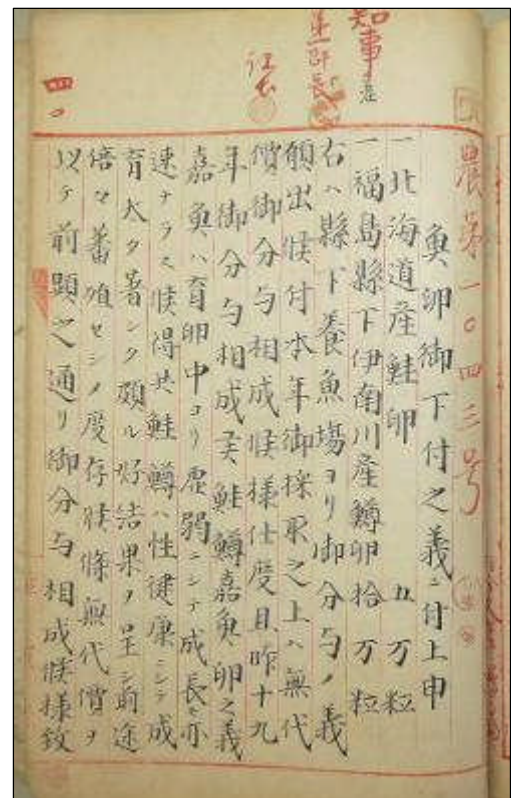 知事
農第一〇四三号
魚卵御下付之義ニ付上申
一北海道産鮭卵 五万粒
一福島縣下伊南川産鱒卵拾万粒
右ハ縣下養魚場ヨリ御分与ノ義
願出候付本年御採取之上ハ無代
償御分与相成候様仕度且昨十九
年御分与相成候鮭鱒嘉魚卵之義
嘉魚ハ育卵中ヨリ虚弱ニシテ成長亦
速ナラス候得共鮭鱒ハ性健康ニシテ成
育大タ著シク頗ル好結果ヲ呈シ前途
倍々蕃殖セシメ度存候条無代償ヲ
以テ前顕之通リ御分与相成候様致
四〇